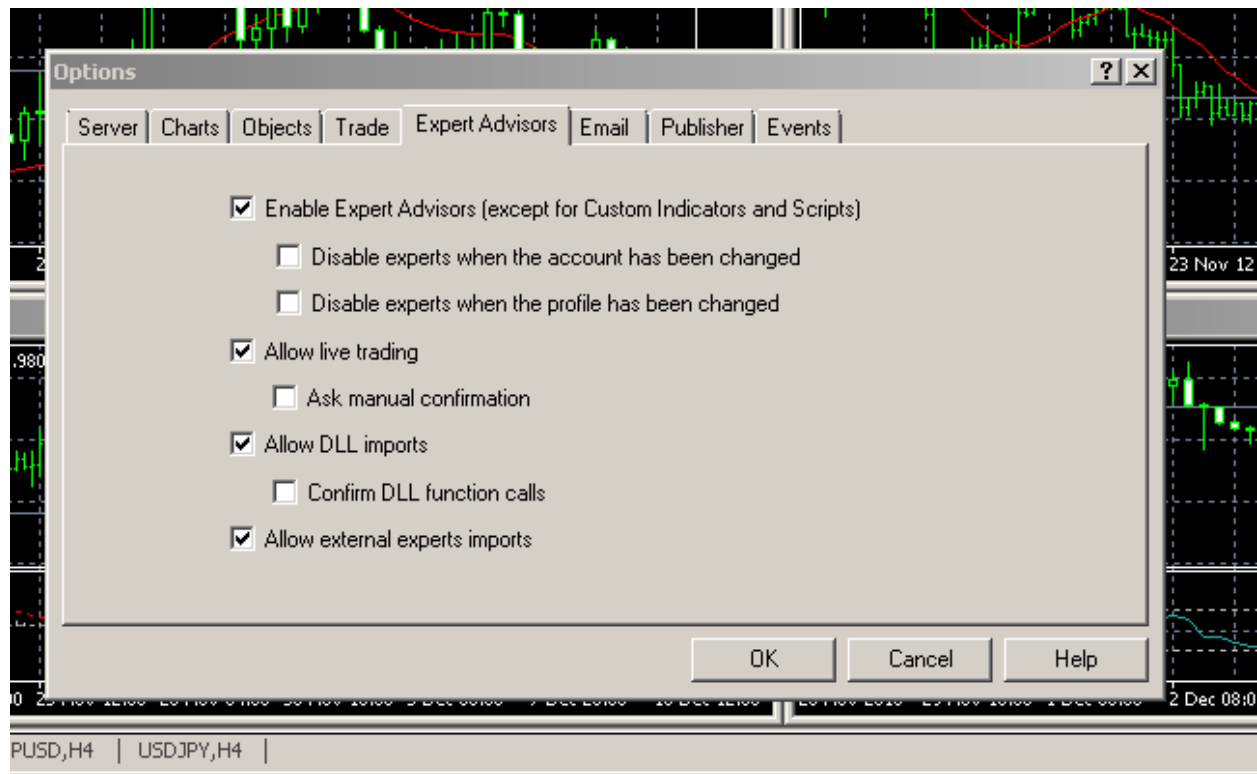 Options
? X
Server Charts Objects Trade Expert Advisors Email Publisher Events
Enable Expert Advisors (except for Custom Indicators and Scripts)
Disable experts when the account has been changed
23 Nov 12
Disable experts when the profile has been changed
.980
Allow live trading
Ask manual confirmation
Allow DLL imports
Confirm DLL function calls
Allow external experts imports
OK Cancel Help
2 Dec 08:0
PUSD,H4 | USDJPY,H4 |